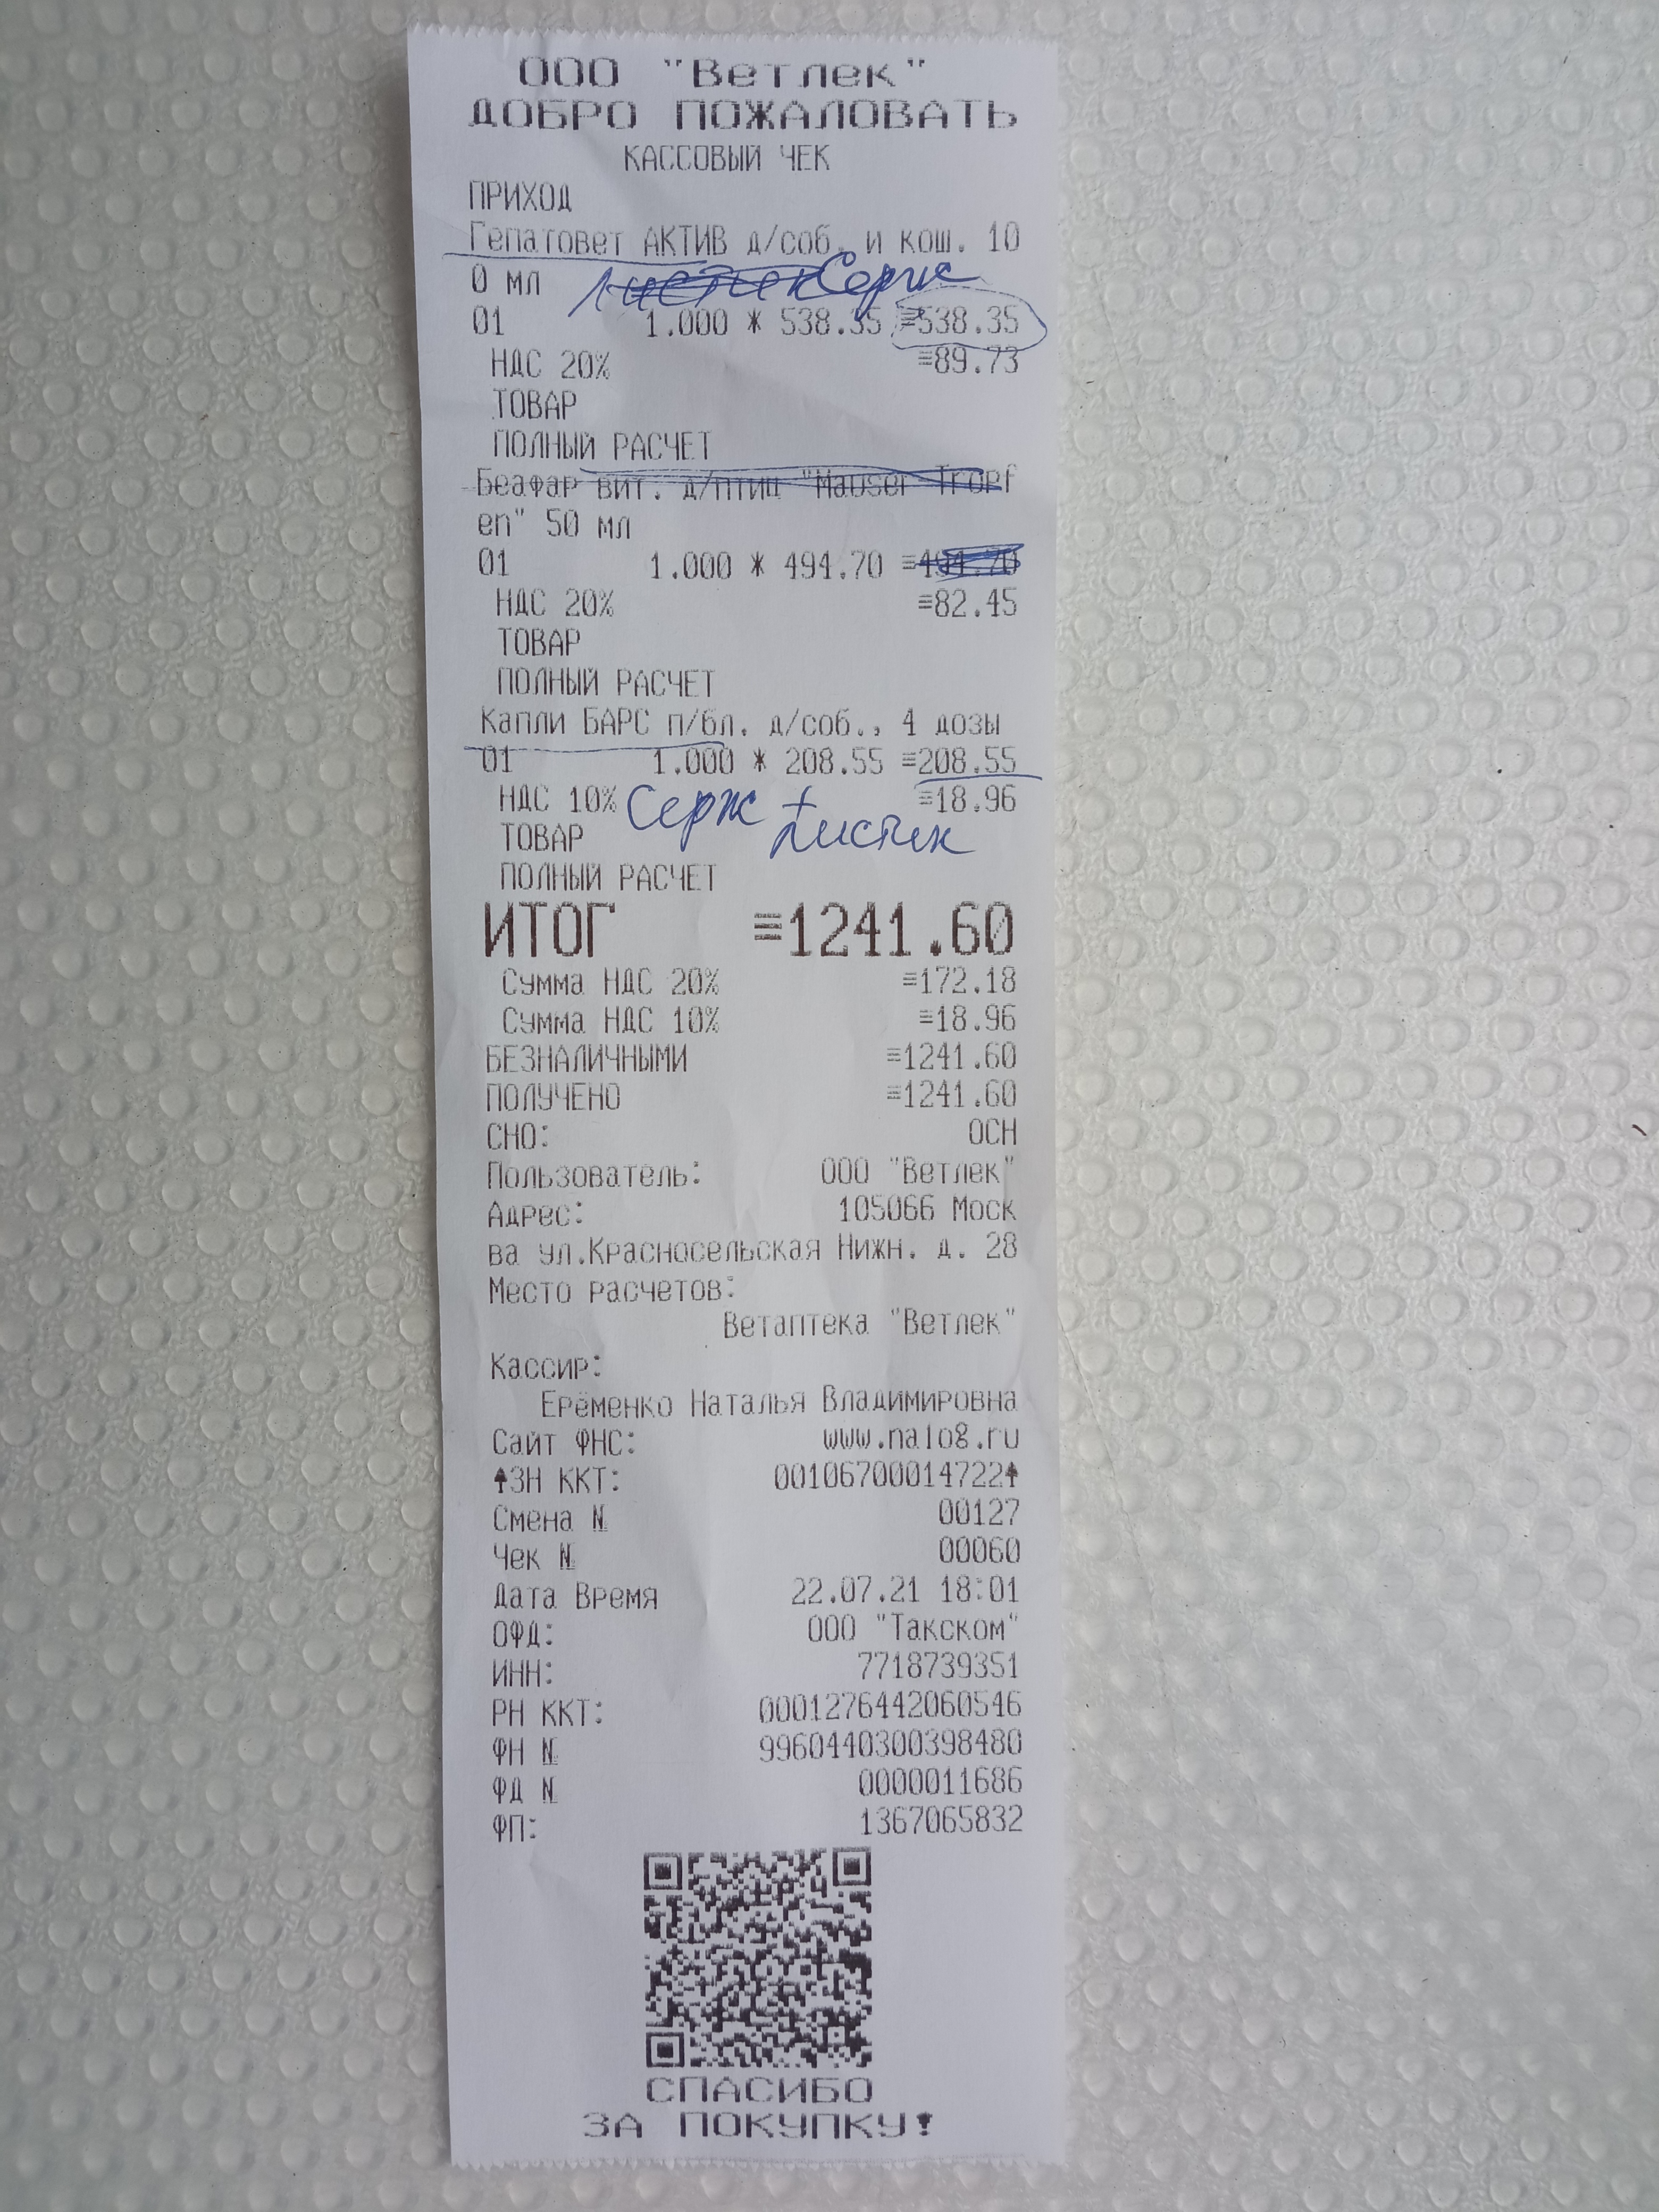 ООО "Ветлек"
ДОБРО ПОЖАЛОВАТЬ
КАССОВЫЙ ЧЕК
ПРИХОД
Гепатовет АКТИВ д/соб. и кош. 10
0 мл Листик Серж
01 1.000 * 538.35 ≡538.35
НДС 20% ≡89.73
ТОВАР
ПОЛНЫЙ РАСЧЕТ
Беафар вит. д/птиц "Mauser Tropf
en" 50 мл
01 1.000 * 494.70 ≡494.70
НДС 20% ≡82.45
ТОВАР
ПОЛНЫЙ РАСЧЕТ
Капли БАРС п/бл. д/соб., 4 дозы
01 1.000 * 208.55 ≡208.55
НДС 10% ≡18.96
Серж + Листик
ТОВАР
ПОЛНЫЙ РАСЧЕТ
ИТОГ ≡1241.60
Сумма НДС 20% ≡172.18
Сумма НДС 10% ≡18.96
БЕЗНАЛИЧНЫМИ ≡1241.60
ПОЛУЧЕНО ≡1241.60
СНО: ОСН
Пользователь: ООО "Ветлек"
Адрес: 105066 Моск
ва ул.Красносельская Нижн. д. 28
Место расчетов:
Ветаптека "Ветлек"
Кассир:
Ерёменко Наталья Владимировна
Сайт ФНС: www.nalog.ru
ЗН ККТ: 00106700014722
Смена № 00127
Чек № 00060
Дата Время 22.07.21 18:01
ОФД: ООО "Такском"
ИНН: 7718739351
РН ККТ: 0001276442060546
ФН № 9960440300398480
ФД № 0000011686
ФП: 1367065832
СПАСИБО
ЗА ПОКУПКУ!